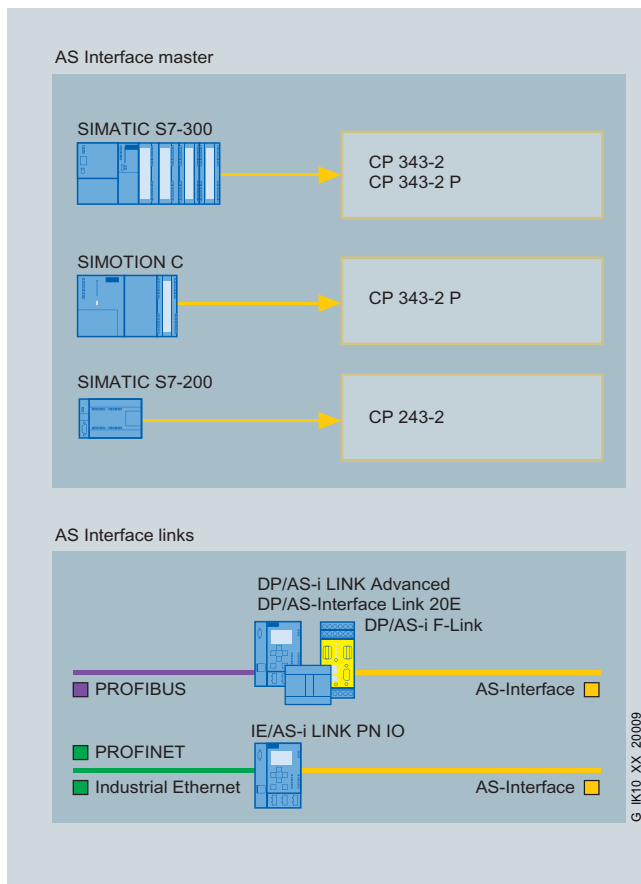 AS Interface master
SIMATIC S7-300
CP 343-2
CP 343-2 P
SIMOTION C
CP 343-2 P
SIMATIC S7-200
CP 243-2
AS Interface links
DP/AS-i LINK Advanced
DP/AS-Interface Link 20E
DP/AS-i F-Link
PROFIBUS
AS-Interface
IE/AS-i LINK PN IO
PROFINET
Industrial Ethernet
AS-Interface
G_IK10_XX_20009